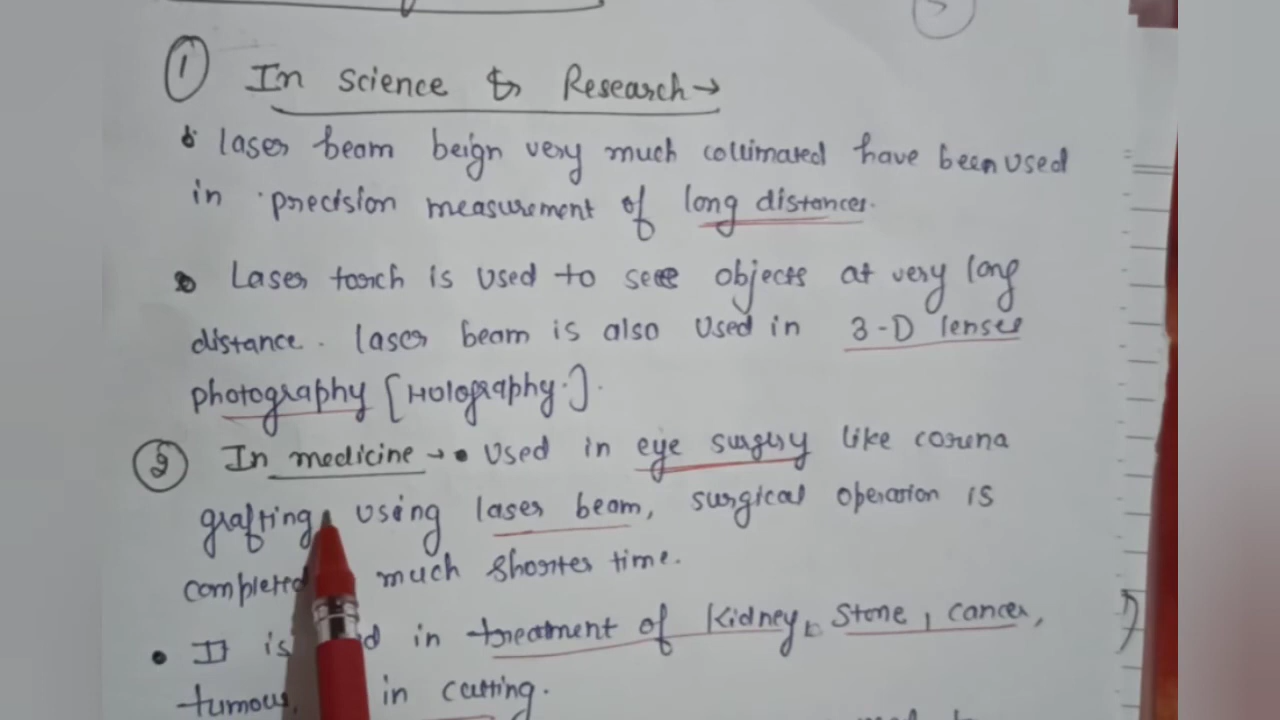 ① In Science & Research→
• laser beam beign very much collimated have been used
in precision measurement of long distances.
• Laser torch is used to see objects at very long
distance. laser beam is also used in 3-D lenses
photography [Holography.].
② In medicine → • Used in eye surgery like coruna
grafting using laser beam, surgical operation is
completed much shorter time.
• It is in treatment of Kidney, Stone, cancer,
tumour, in cutting.